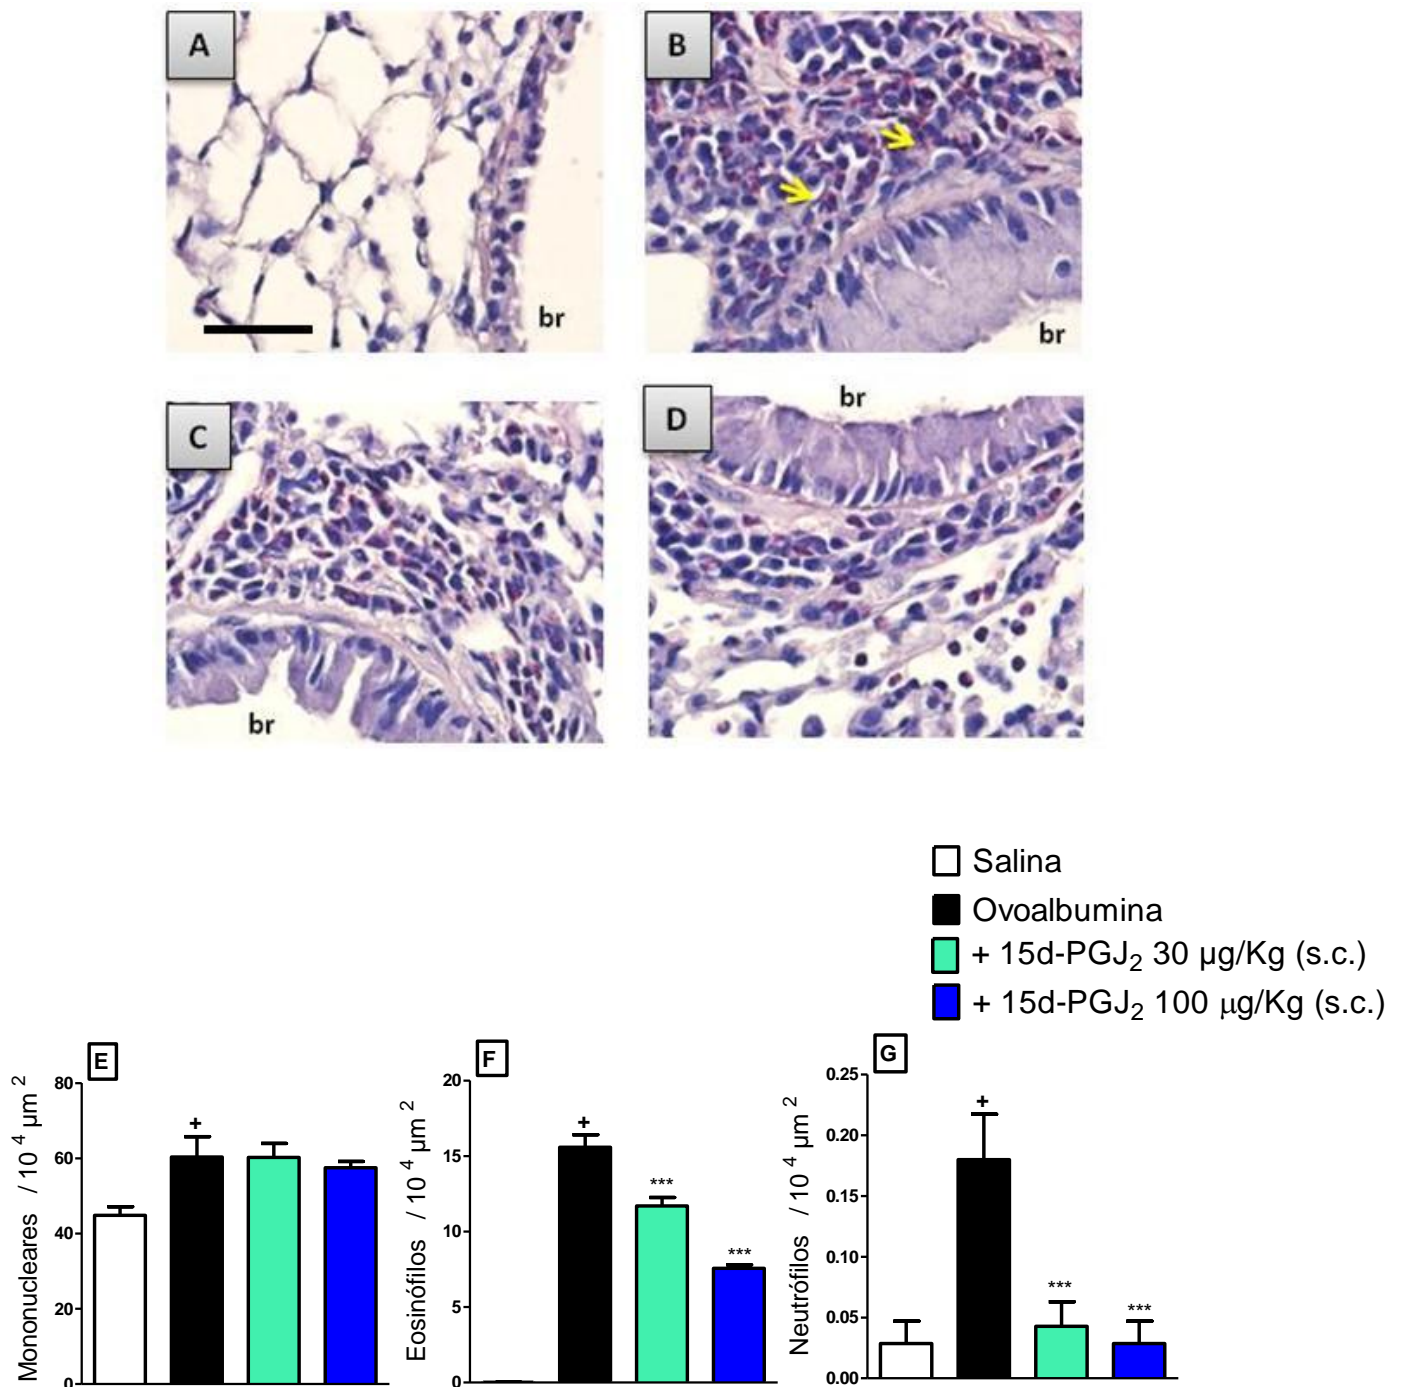 A
B
br
br
C
D
br
br
Salina
Ovoalbumina
+ 15d-PGJ2 30 µg/Kg (s.c.)
+ 15d-PGJ2 100 µg/Kg (s.c.)
E
80
60
40
20
0
Mononucleares / 10 4 µm 2
+
F
20
15
10
5
0
Eosinófilos / 10 4 µm 2
+
***
***
G
0.25
0.20
0.15
0.10
0.05
0.00
Neutrófilos / 10 4 µm 2
+
***
***